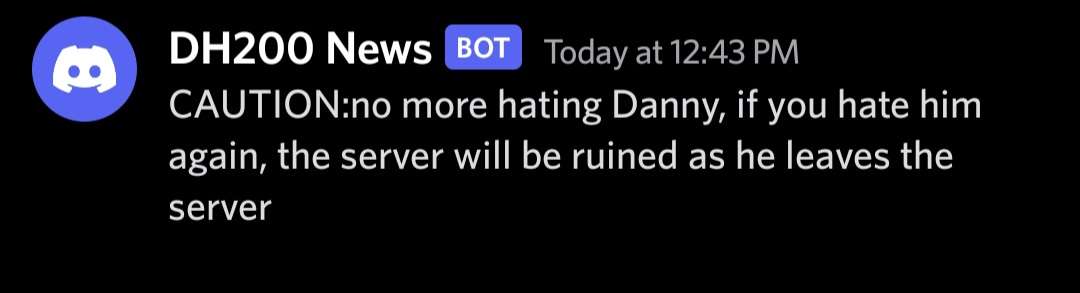 DH200 News BOT Today at 12:43 PM
CAUTION:no more hating Danny, if you hate him
again, the server will be ruined as he leaves the
server